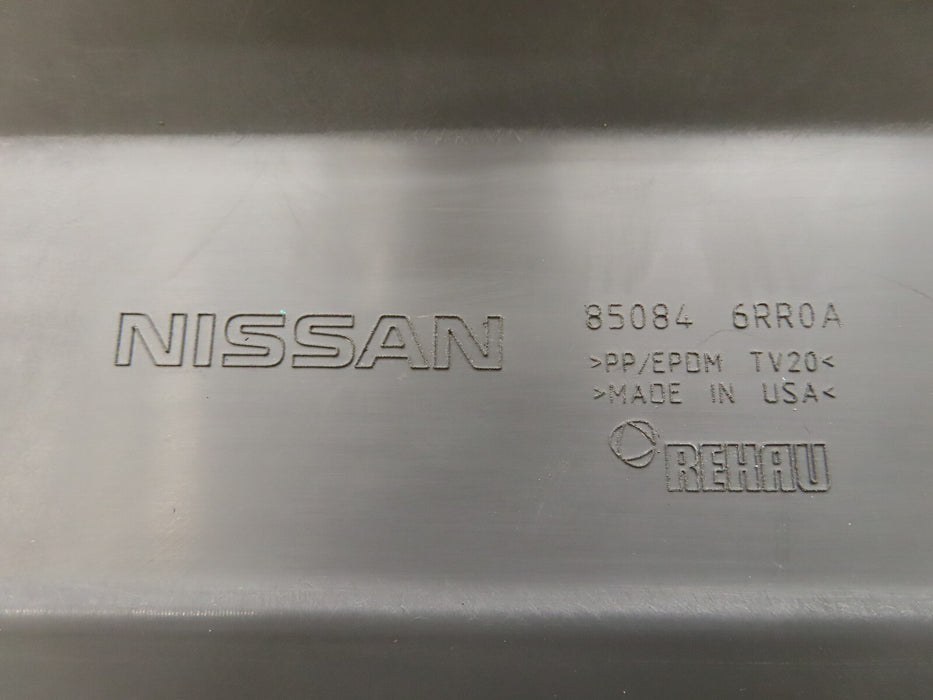 NISSAN
85084 6RR0A
>PP/EPDM TV20<
>MADE IN USA<
REHAU